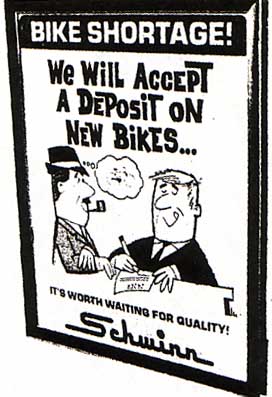 BIKE SHORTAGE!
We Will Accept
A Deposit on
New Bikes...
IT'S WORTH WAITING FOR QUALITY!
Schwinn